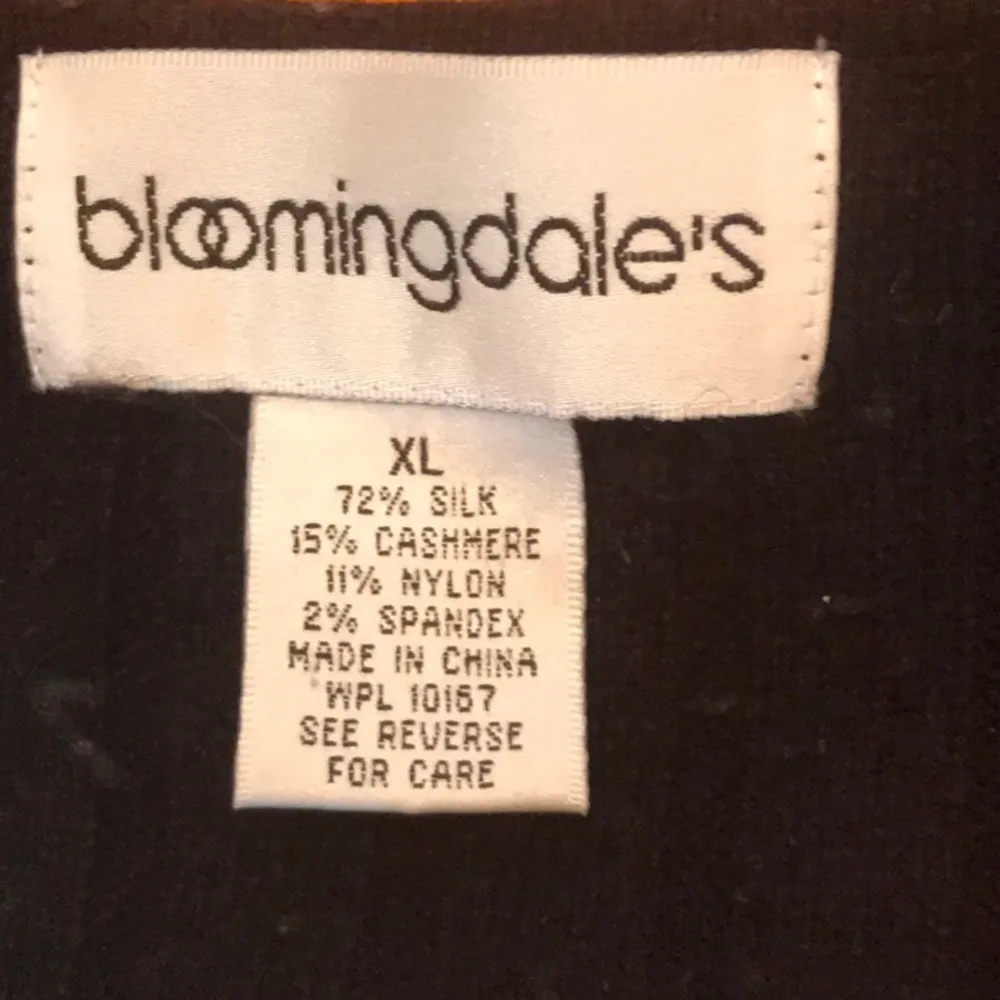 bloomingdale's
XL
72% SILK
15% CASHMERE
11% NYLON
2% SPANDEX
MADE IN CHINA
WPL 10167
SEE REVERSE
FOR CARE